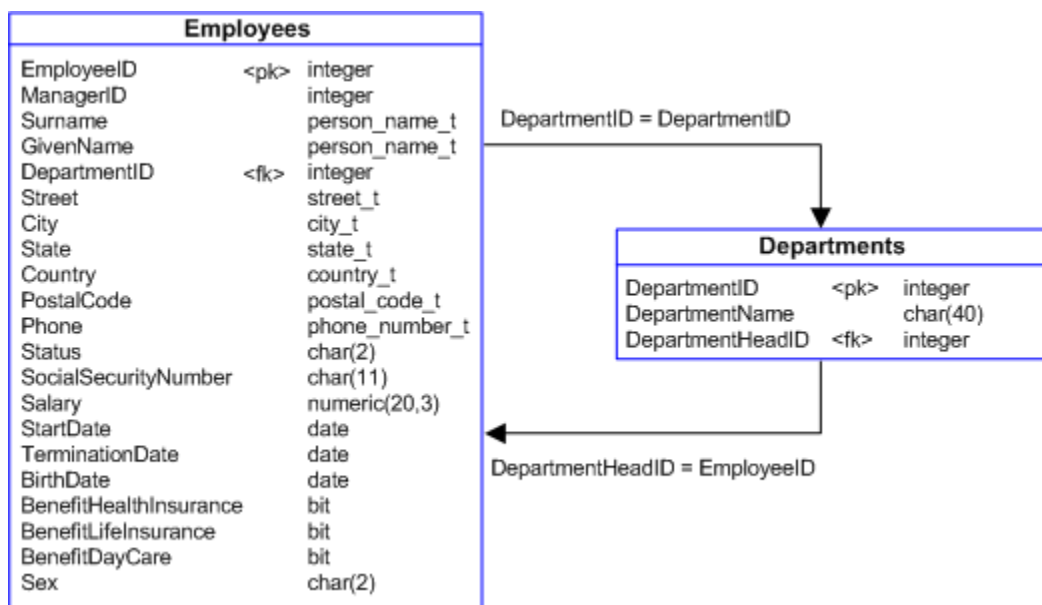 Employees
EmployeeID <pk> integer
ManagerID integer
Surname person_name_t
GivenName person_name_t
DepartmentID <fk> integer
Street street_t
City city_t
State state_t
Country country_t
PostalCode postal_code_t
Phone phone_number_t
Status char(2)
SocialSecurityNumber char(11)
Salary numeric(20,3)
StartDate date
TerminationDate date
BirthDate date
BenefitHealthInsurance bit
BenefitLifeInsurance bit
BenefitDayCare bit
Sex char(2)
DepartmentID = DepartmentID
Departments
DepartmentID <pk> integer
DepartmentName char(40)
DepartmentHeadID <fk> integer
DepartmentHeadID = EmployeeID